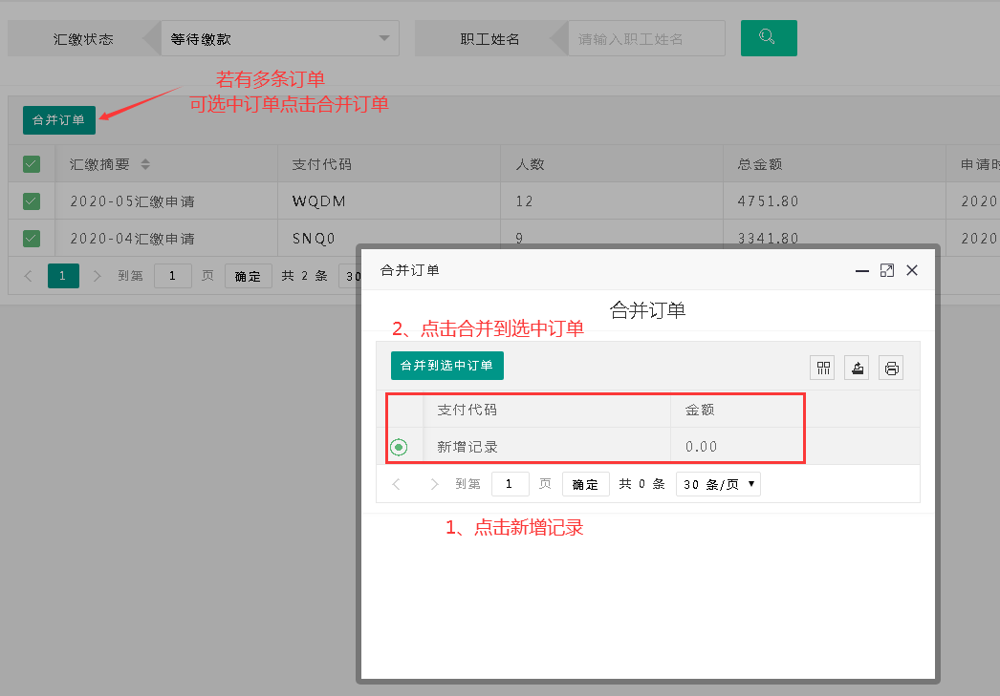 汇缴状态 等待缴款 职工姓名 请输入职工姓名
若有多条订单
可选中订单点击合并订单
合并订单
汇缴摘要 支付代码 人数 总金额 申请时
2020-05汇缴申请 WQDM 12 4751.80 2020
2020-04汇缴申请 SNQ0 9 3341.80 2020
1 到第 1 页 确定 共 2 条 30
合并订单
合并订单
2、点击合并到选中订单
合并到选中订单
支付代码 金额
新增记录 0.00
到第 1 页 确定 共 0 条 30 条/页
1、点击新增记录